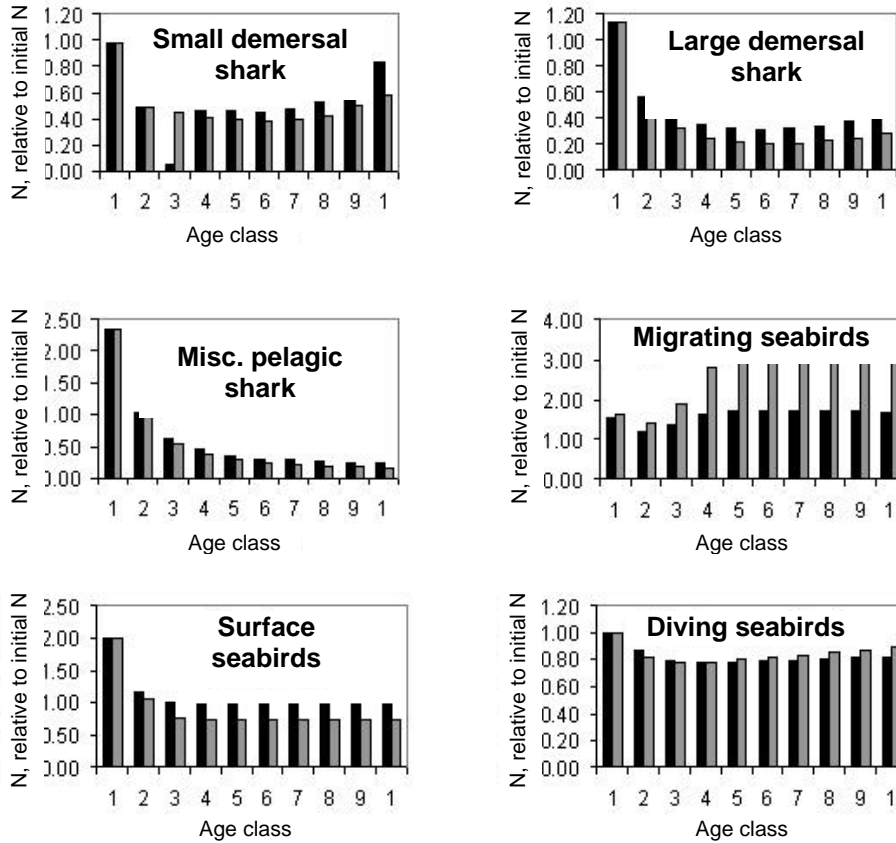 N, relative to initial N
1.20
1.00
0.80
0.60
0.40
0.20
0.00
Small demersal
shark
1 2 3 4 5 6 7 8 9 1
Age class
N, relative to initial N
1.20
1.00
0.80
0.60
0.40
0.20
0.00
Large demersal
shark
1 2 3 4 5 6 7 8 9 1
Age class
N, relative to initial N
2.50
2.00
1.50
1.00
0.50
0.00
Misc. pelagic
shark
1 2 3 4 5 6 7 8 9 1
Age class
N, relative to initial N
4.00
3.00
2.00
1.00
0.00
Migrating seabirds
1 2 3 4 5 6 7 8 9 1
Age class
N, relative to initial N
2.50
2.00
1.50
1.00
0.50
0.00
Surface
seabirds
1 2 3 4 5 6 7 8 9 1
Age class
N, relative to initial N
1.20
1.00
0.80
0.60
0.40
0.20
0.00
Diving seabirds
1 2 3 4 5 6 7 8 9 1
Age class